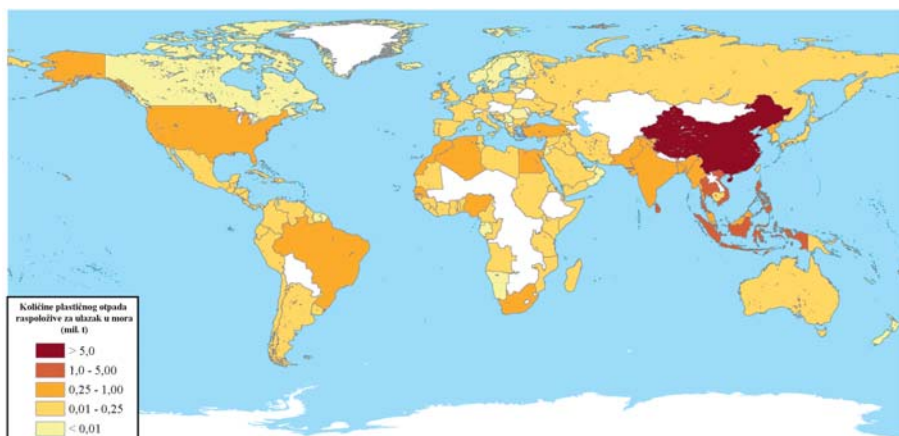 Količine plastičnog otpada
raspoložive za ulazak u mora
(mil. t)
> 5,0
1,0 - 5,00
0,25 - 1,00
0,01 - 0,25
< 0,01